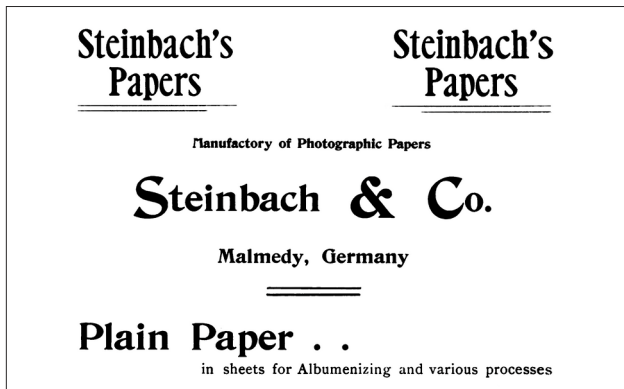 Steinbach's
Papers
Steinbach's
Papers
Manufactory of Photographic Papers
Steinbach & Co.
Malmedy, Germany
Plain Paper . .
in sheets for Albumenizing and various processes